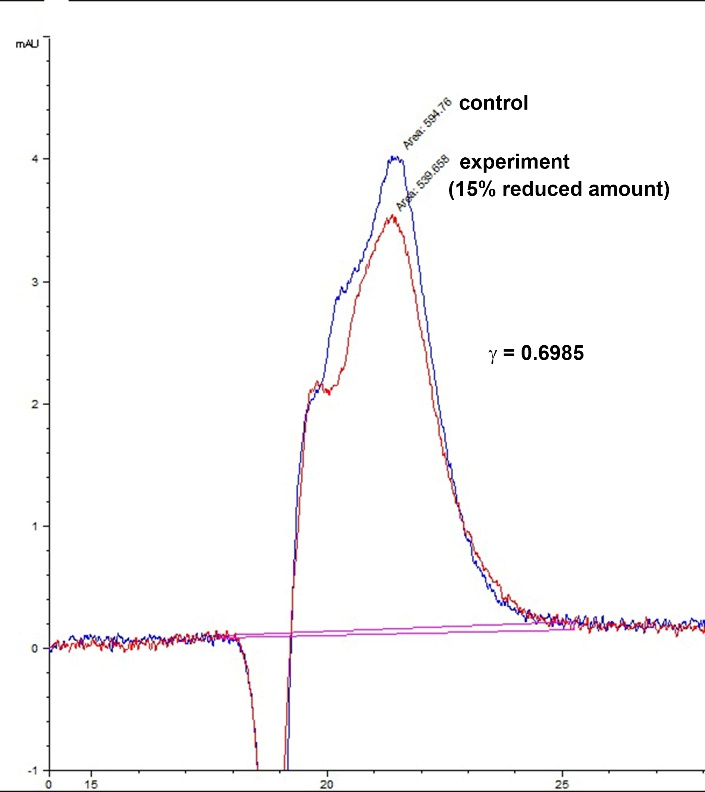 mAU
Area: 594.76
control
Area: 539.658
experiment
(15% reduced amount)
γ = 0.6985
4
3
2
1
0
-1
0 15 20 25